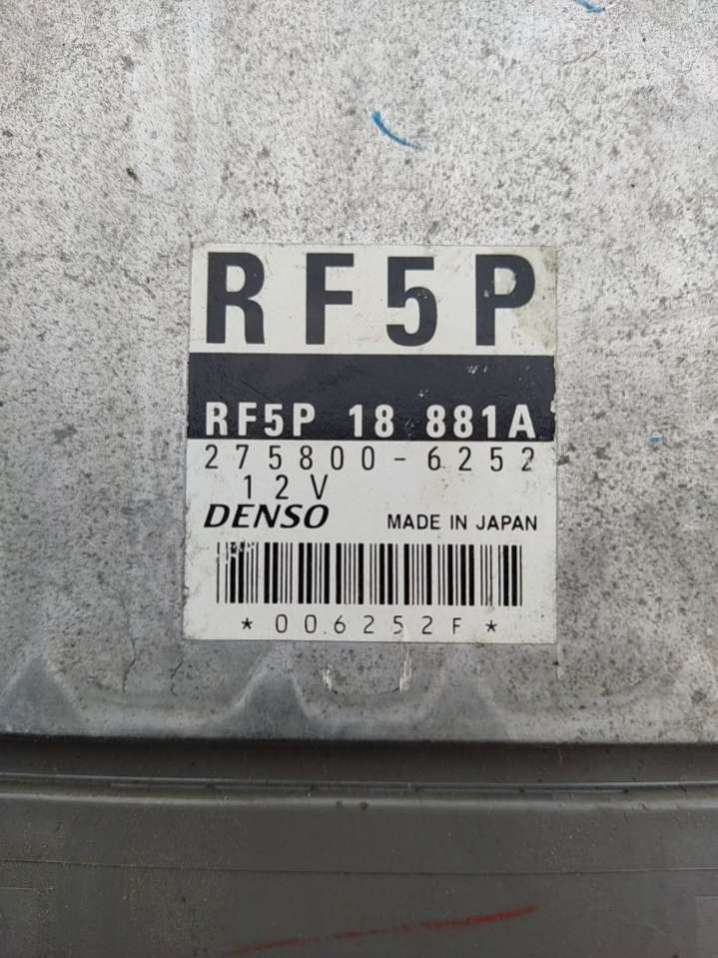 RF5P
RF5P 18 881A
275800-6252
12V
DENSO MADE IN JAPAN
*006252F*